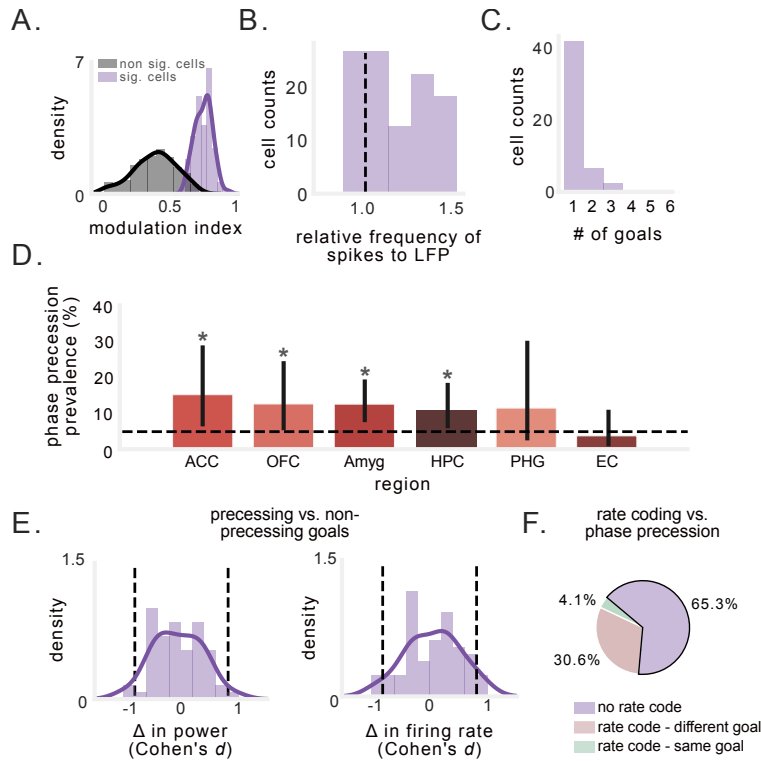 A.
7
non sig. cells
sig. cells
density
0
0 0.5 1
modulation index
B.
cell counts
20
10
0
1.0 1.5
relative frequency of
spikes to LFP
C.
cell counts
40
20
0
1 2 3 4 5 6
# of goals
D.
phase precession
prevalence (%)
40
30
20
10
0
* * * *
ACC OFC Amyg HPC PHG EC
region
E.
precessing vs. non-
precessing goals
1.5
density
0
-1 0 1
Δ in power
(Cohen's d)
1.5
density
0
-1 0 1
Δ in firing rate
(Cohen's d)
F.
rate coding vs.
phase precession
4.1%
65.3%
30.6%
no rate code
rate code - different goal
rate code - same goal